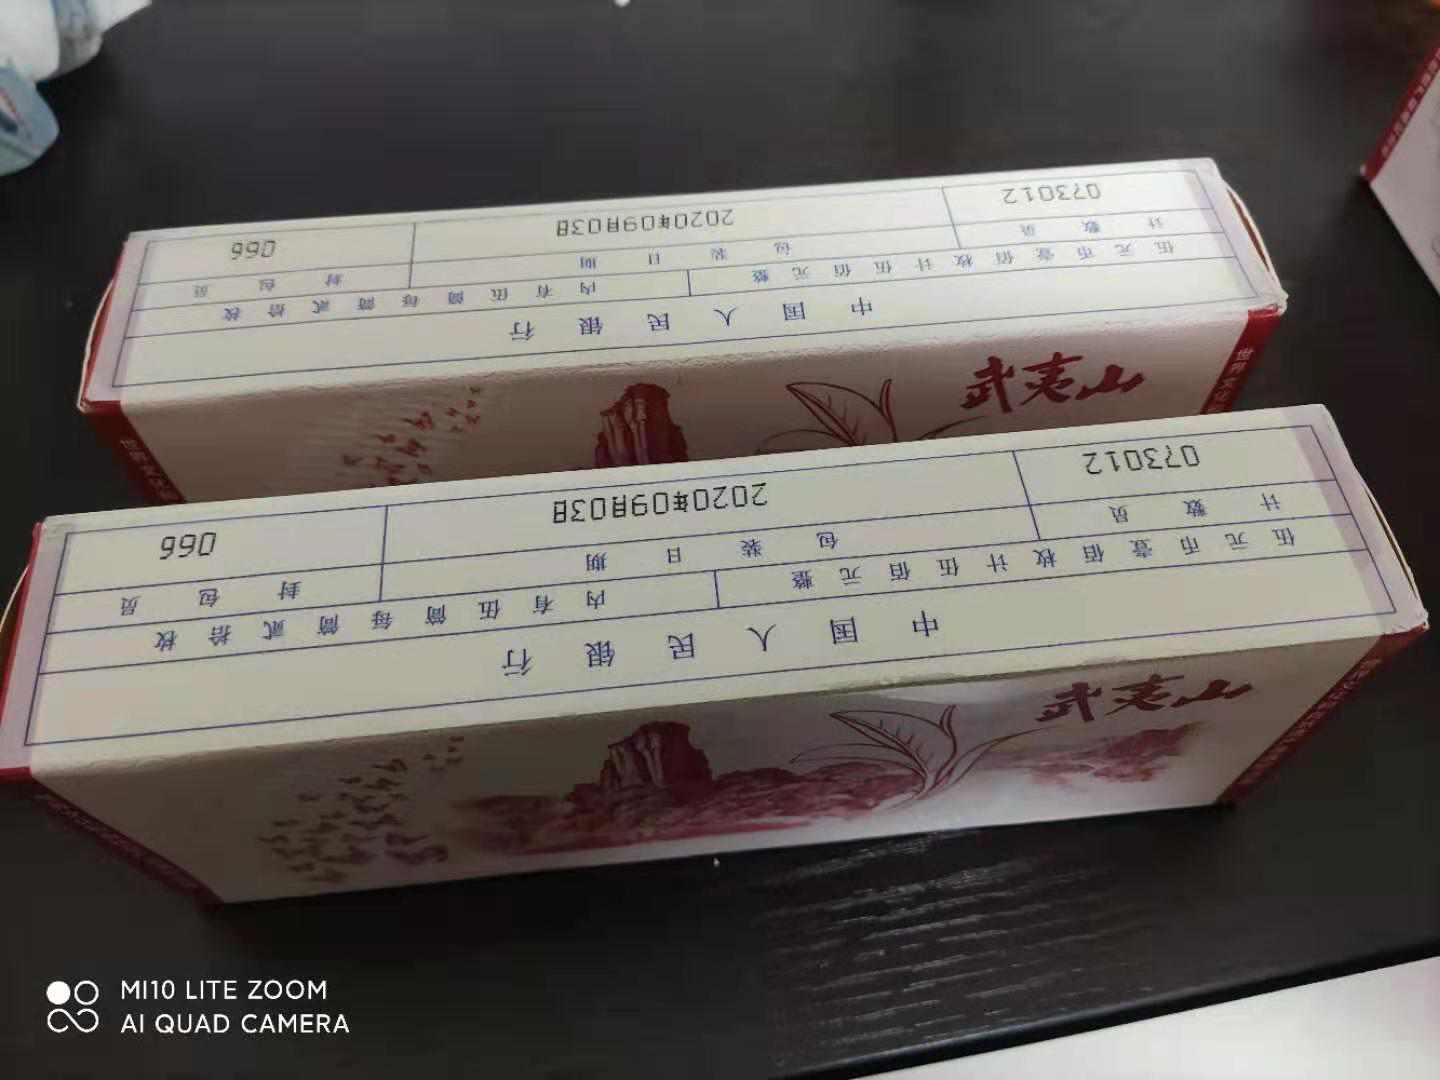 中国人民银行
伍元币壹佰枚计伍佰元整 内有伍筒每筒贰拾枚
计数员 包装日期 封包员
073012 2020年09月03日 066
武夷山
中国人民银行
伍元币壹佰枚计伍佰元整 内有伍筒每筒贰拾枚
计数员 包装日期 封包员
073012 2020年09月03日 066
武夷山
MI10 LITE ZOOM
AI QUAD CAMERA